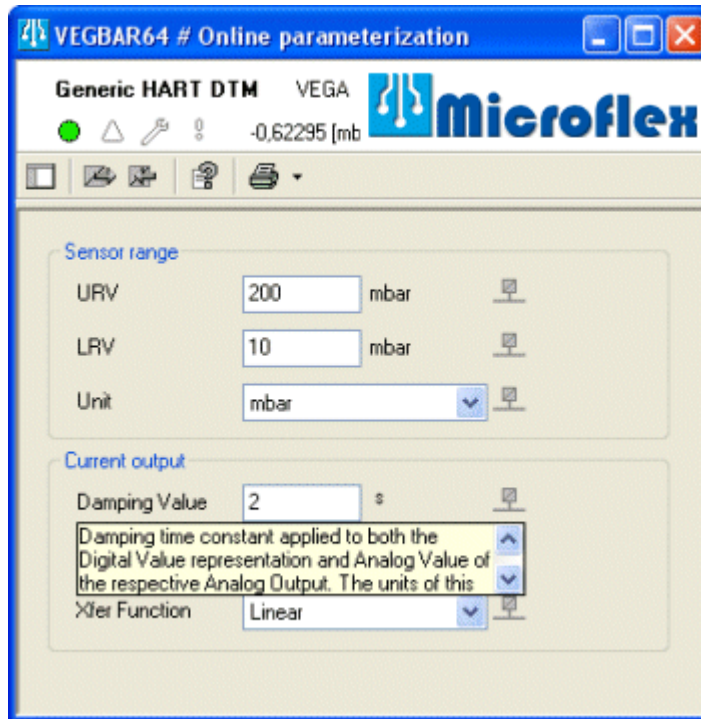 VEGBAR64 # Online parameterization
Generic HART DTM VEGA
Microflex
-0,62295 [mb
Sensor range
URV 200 mbar
LRV 10 mbar
Unit mbar
Current output
Damping Value 2 s
Damping time constant applied to both the
Digital Value representation and Analog Value of
the respective Analog Output. The units of this
Xfer Function Linear